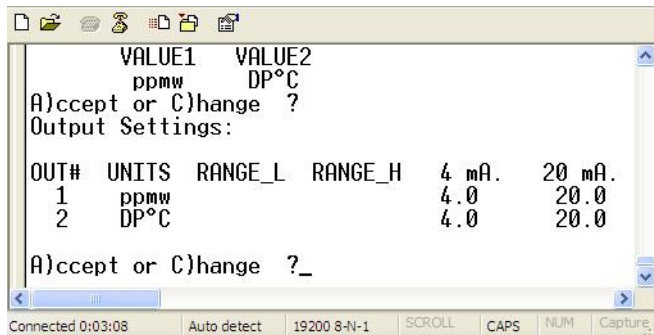 VALUE1 VALUE2
ppmw DP°C
A)ccept or C)hange ?
Output Settings:
OUT# UNITS RANGE_L RANGE_H 4 mA. 20 mA.
1 ppmw 4.0 20.0
2 DP°C 4.0 20.0
A)ccept or C)hange ?_
Connected 0:03:08 Auto detect 19200 8-N-1 SCROLL CAPS NUM Capture